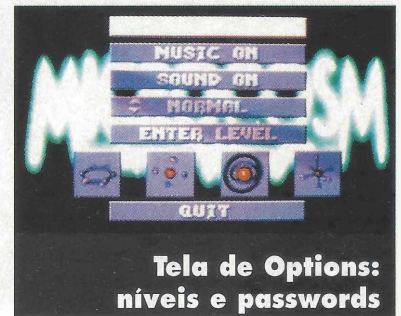 MUSIC ON
SOUND ON
NORMAL
ENTER LEVEL
QUIT
Tela de Options:
níveis e passwords